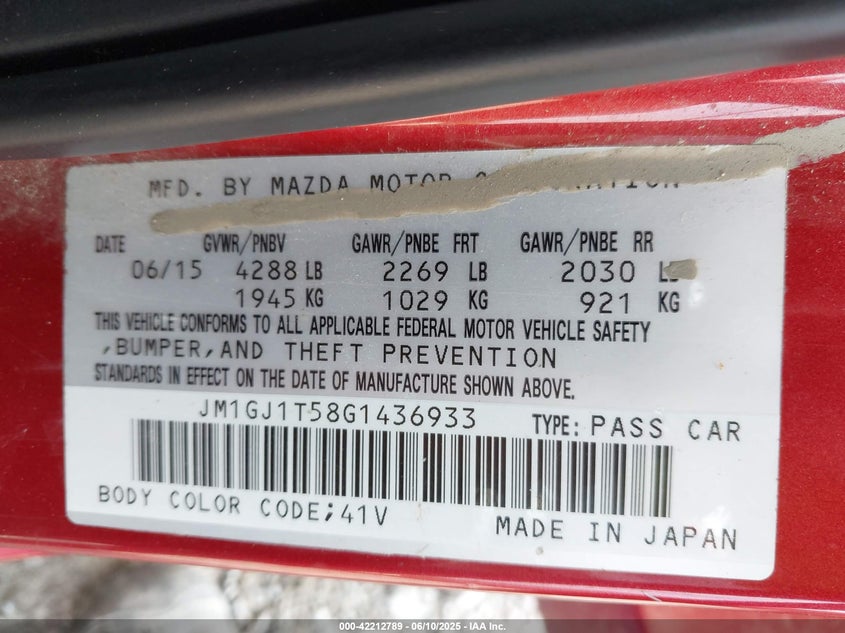 MFD. BY MAZDA MOTOR
DATE GVWR/PNBV GAWR/PNBE FRT GAWR/PNBE RR
06/15 4288 LB 2269 LB 2030
1945 KG 1029 KG 921 KG
THIS VEHICLE CONFORMS TO ALL APPLICABLE FEDERAL MOTOR VEHICLE SAFETY
,BUMPER,AND THEFT PREVENTION
STANDARDS IN EFFECT ON THE DATE OF MANUFACTURE SHOWN ABOVE.
JM1GJ1T58G1436933 TYPE: PASS CAR
BODY COLOR CODE;41V MADE IN JAPAN
000-42212789 - 06/10/2025 - IAA Inc.